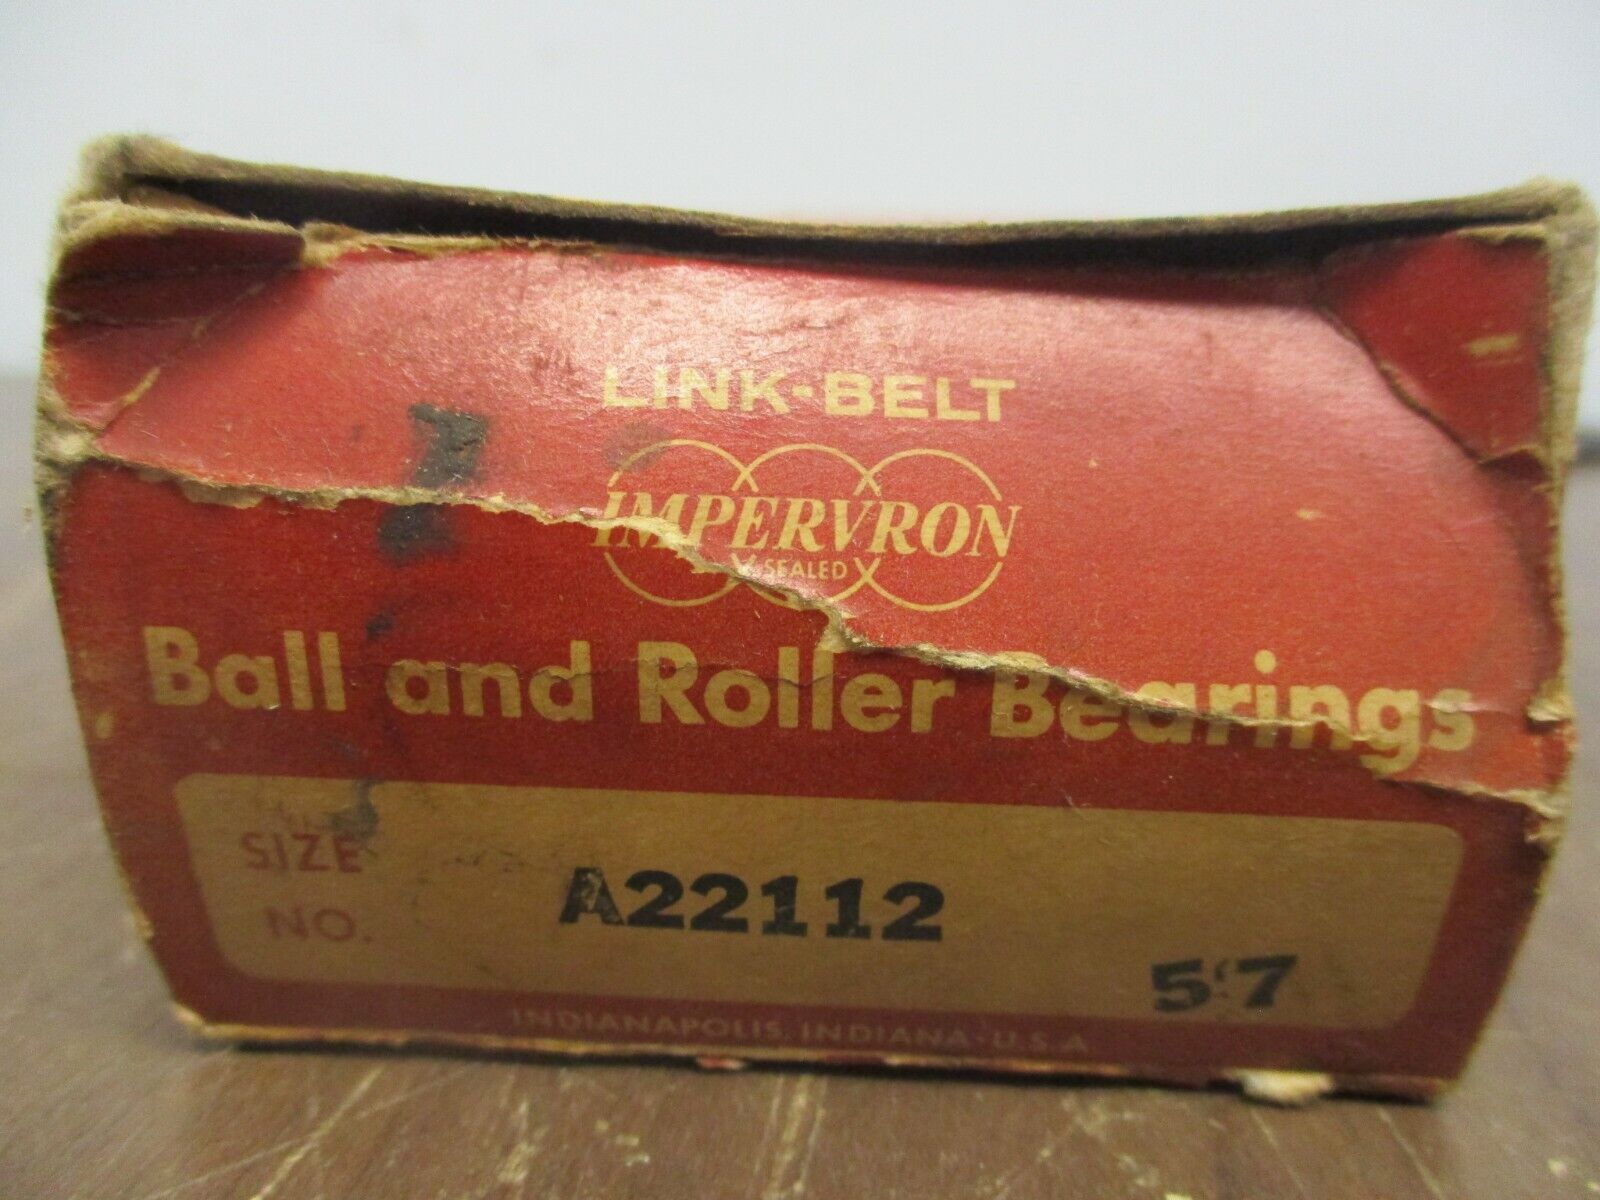 LINK-BELT
IMPERVRON
SEALED
Ball and Roller Bearings
SIZE
NO.
A22112
5'7
INDIANAPOLIS, INDIANA-U.S.A